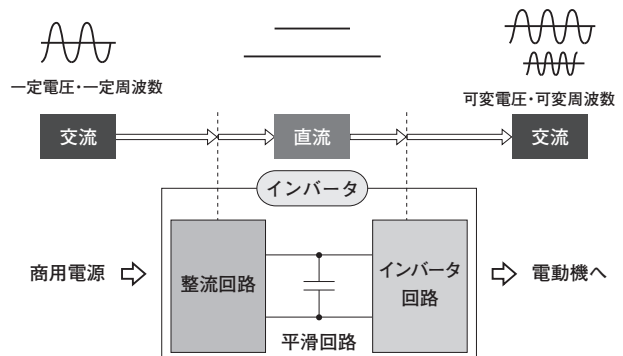 一定電圧・一定周波数
可変電圧・可変周波数
交流
直流
交流
インバータ
商用電源
整流回路
平滑回路
インバータ
回路
電動機へ